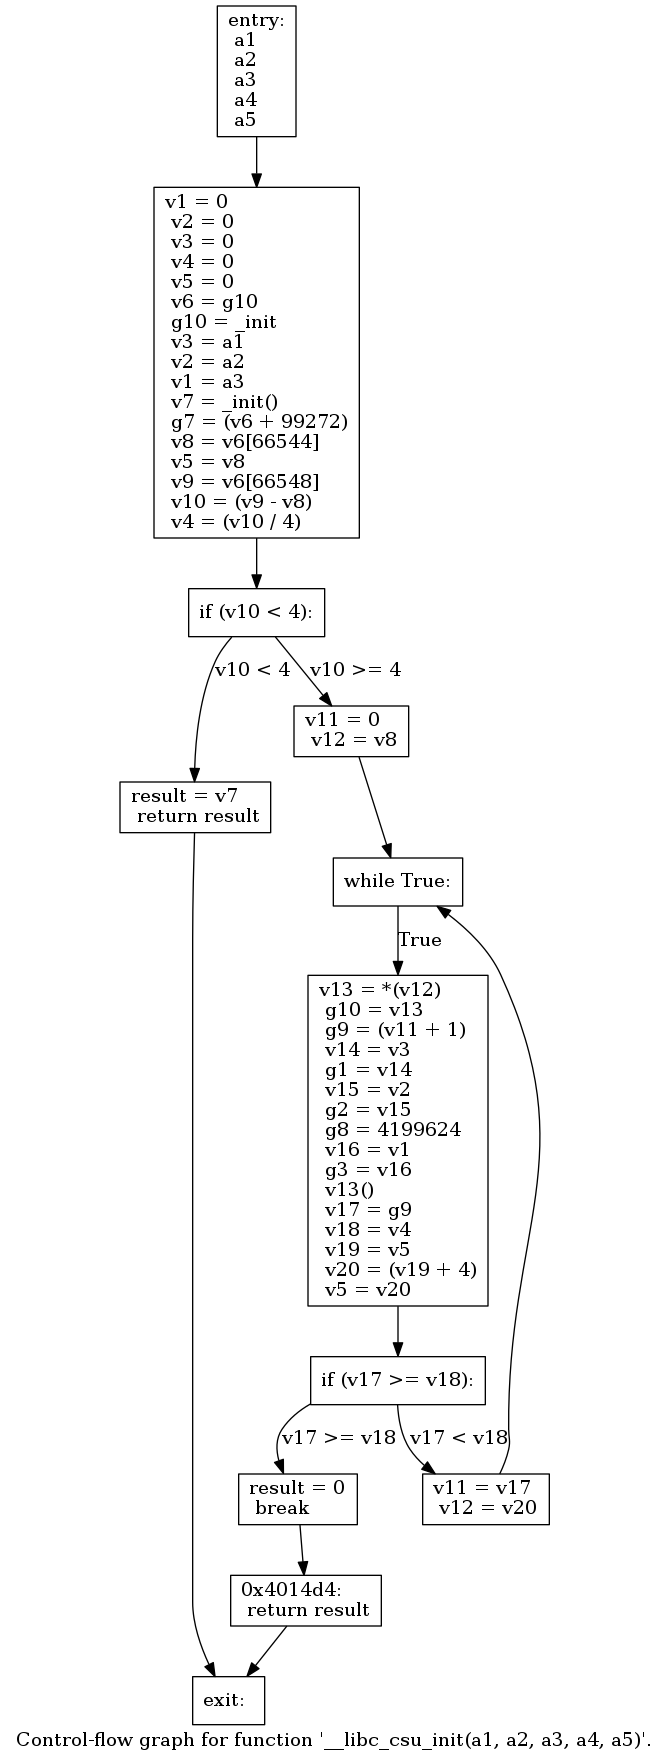 entry:
a1
a2
a3
a4
a5
v1 = 0
v2 = 0
v3 = 0
v4 = 0
v5 = 0
v6 = g10
g10 = _init
v3 = a1
v2 = a2
v1 = a3
v7 = _init()
g7 = (v6 + 99272)
v8 = v6[66544]
v5 = v8
v9 = v6[66548]
v10 = (v9 - v8)
v4 = (v10 / 4)
if (v10 < 4):
v10 < 4
v10 >= 4
v11 = 0
v12 = v8
result = v7
return result
while True:
True
v13 = *(v12)
g10 = v13
g9 = (v11 + 1)
v14 = v3
g1 = v14
v15 = v2
g2 = v15
g8 = 4199624
v16 = v1
g3 = v16
v13()
v17 = g9
v18 = v4
v19 = v5
v20 = (v19 + 4)
v5 = v20
if (v17 >= v18):
v17 >= v18
v17 < v18
result = 0
break
v11 = v17
v12 = v20
0x4014d4:
return result
exit:
Control-flow graph for function '__libc_csu_init(a1, a2, a3, a4, a5)'.